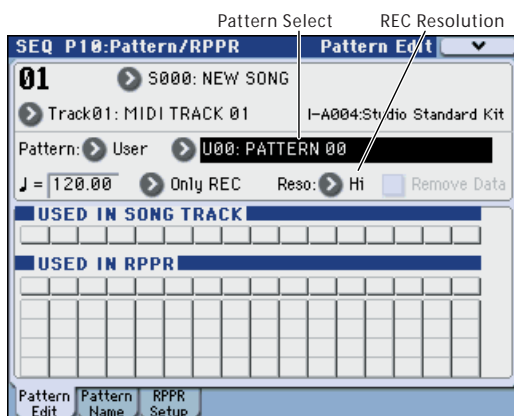 Pattern Select REC Resolution
SEQ P10:Pattern/RPPR Pattern Edit
01 S000: NEW SONG
Track01: MIDI TRACK 01 I-A004:Studio Standard Kit
Pattern: User U00: PATTERN 00
♩= 120.00 Only REC Reso: Hi Remove Data
USED IN SONG TRACK
USED IN RPPR
Pattern Edit Pattern Name RPPR Setup